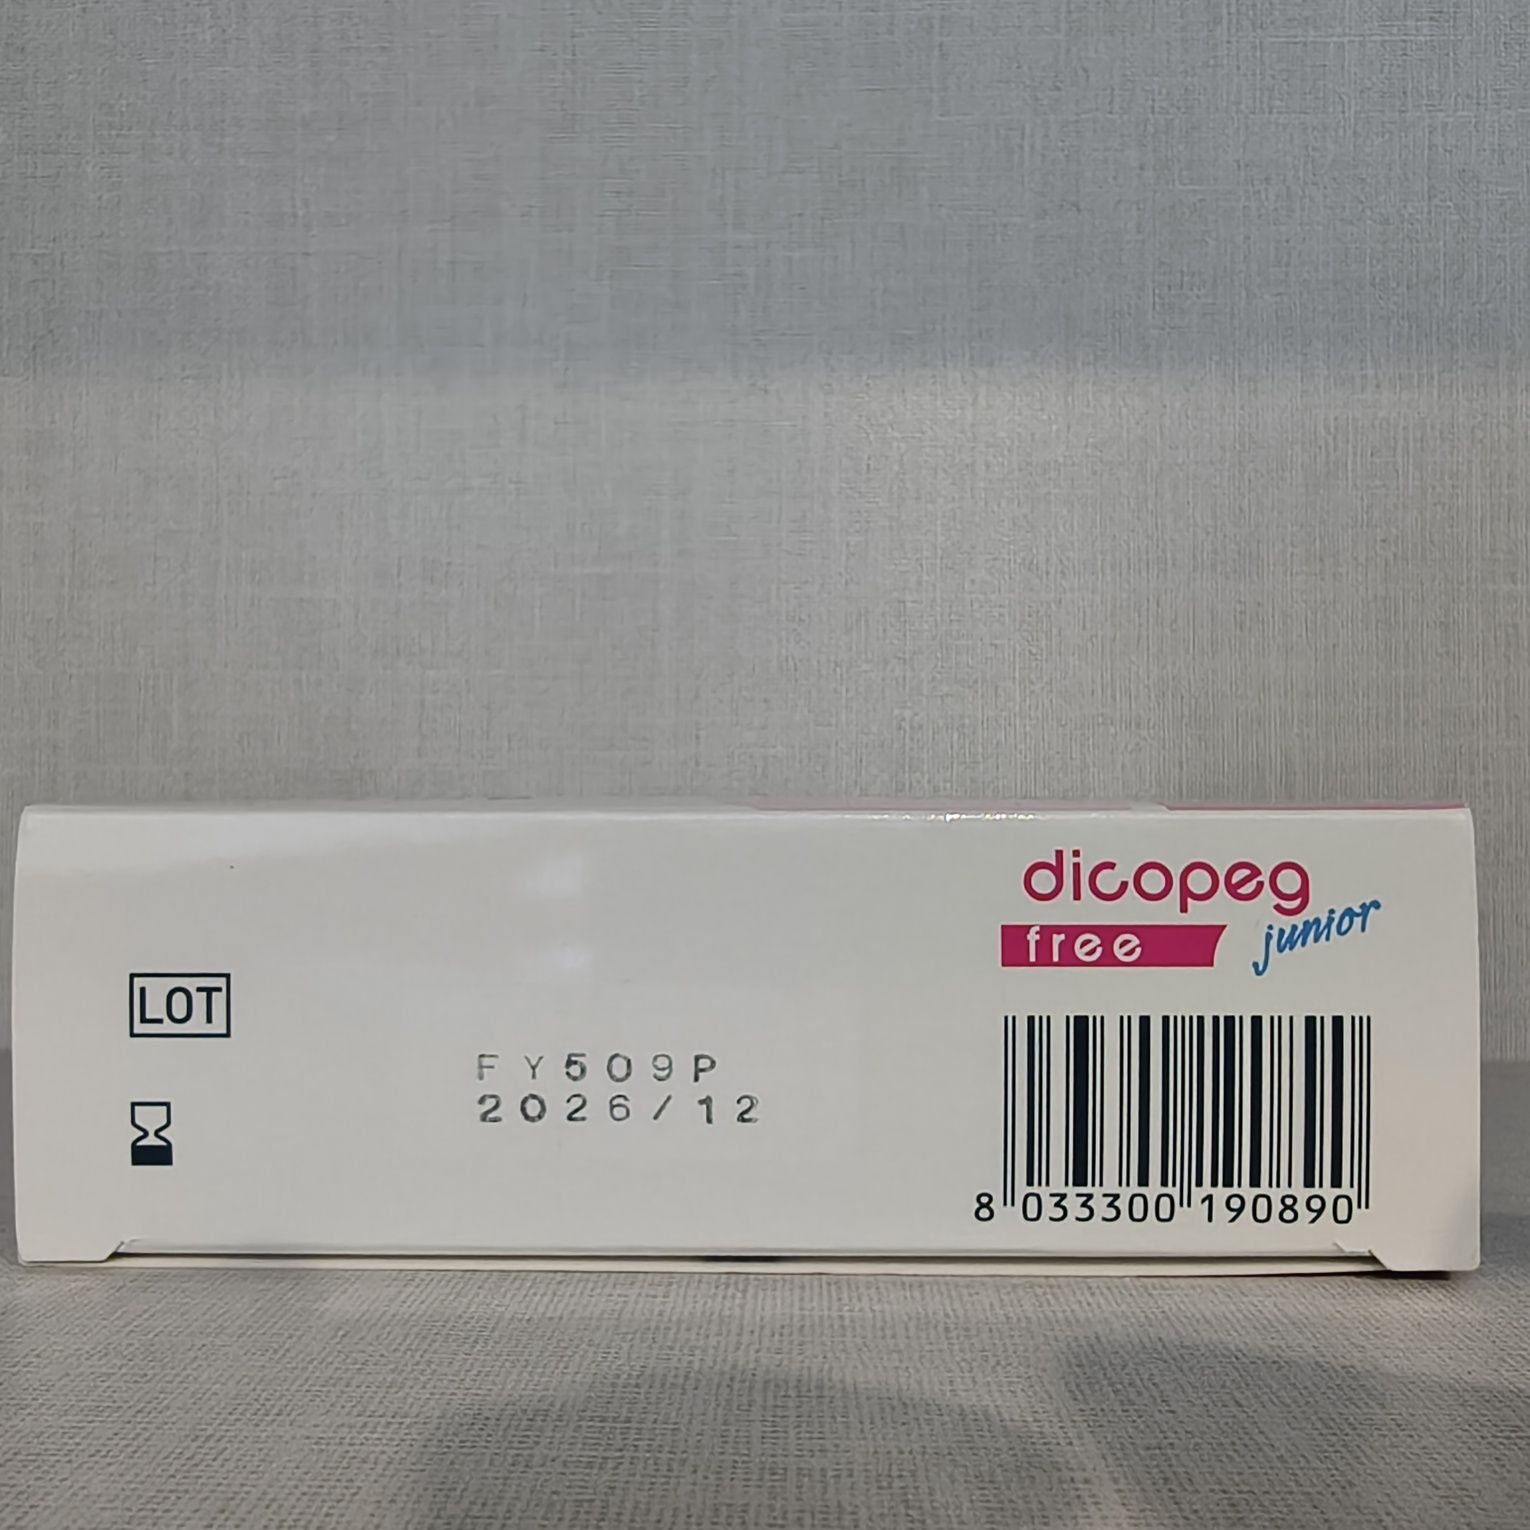 dicopeg
free junior
LOT
FY509P
2026/12
8 033300 190890